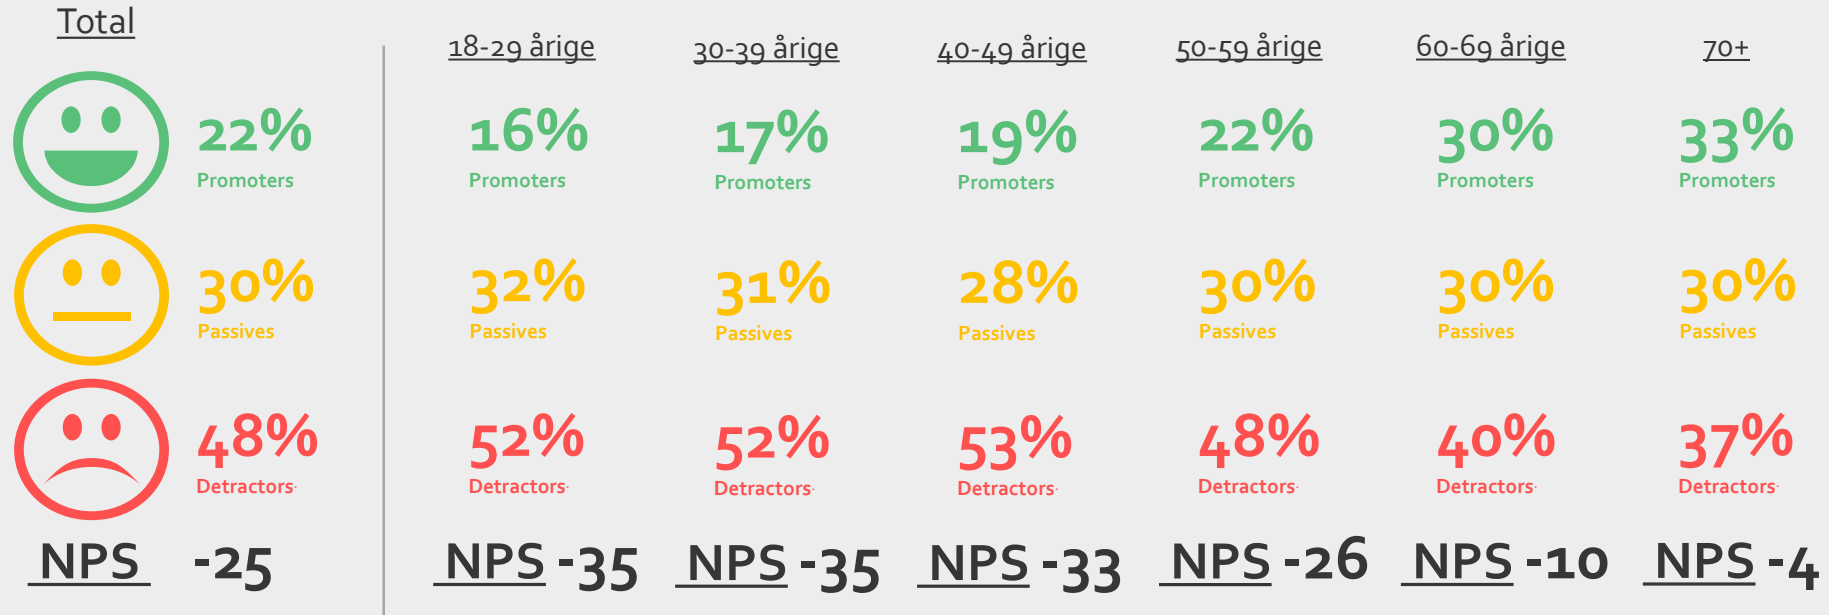 Total
18-29 årige 30-39 årige 40-49 årige 50-59 årige 60-69 årige 70+
22% 16% 17% 19% 22% 30% 33%
Promoters Promoters Promoters Promoters Promoters Promoters Promoters
30% 32% 31% 28% 30% 30% 30%
Passives Passives Passives Passives Passives Passives Passives
48% 52% 52% 53% 48% 40% 37%
Detractors. Detractors. Detractors. Detractors. Detractors. Detractors. Detractors.
NPS -25 NPS -35 NPS -35 NPS -33 NPS -26 NPS -10 NPS -4